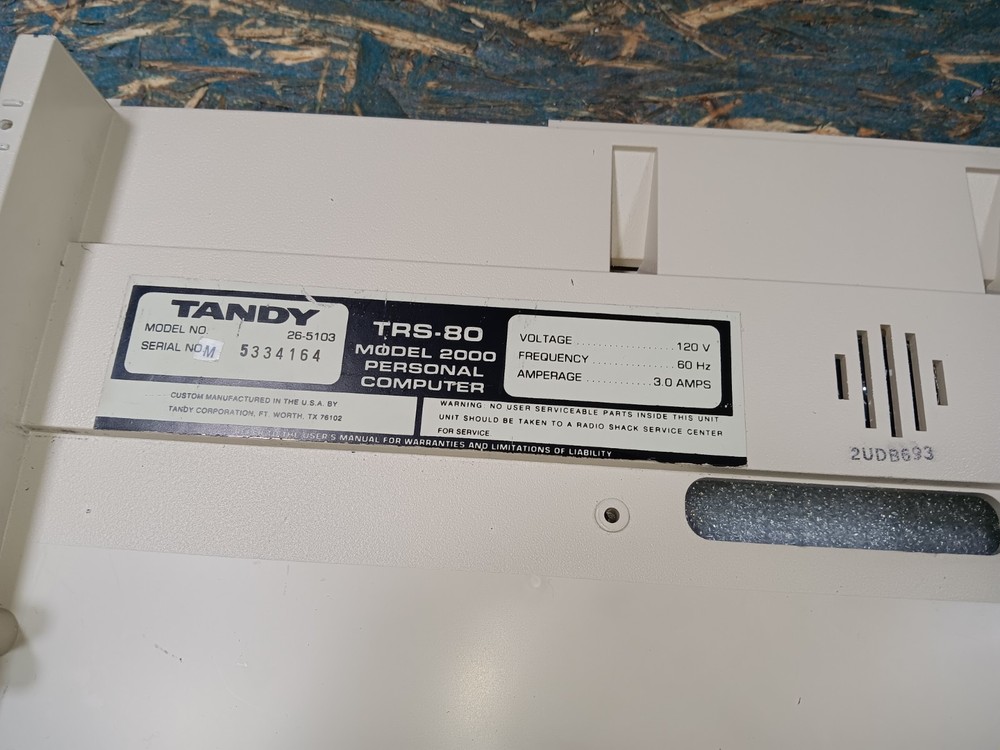 TANDY
MODEL NO. 26-5103
SERIAL NO. M 5334164
TRS-80
MODEL 2000
PERSONAL
COMPUTER
VOLTAGE ............... 120 V
FREQUENCY ............... 60 Hz
AMPERAGE ........... 3.0 AMPS
CUSTOM MANUFACTURED IN THE U.S.A. BY
TANDY CORPORATION, FT. WORTH, TX 76102
WARNING: NO USER SERVICEABLE PARTS INSIDE THIS UNIT
UNIT SHOULD BE TAKEN TO A RADIO SHACK SERVICE CENTER
FOR SERVICE
THE USER'S MANUAL FOR WARRANTIES AND LIMITATIONS OF LIABILITY
2UDB693